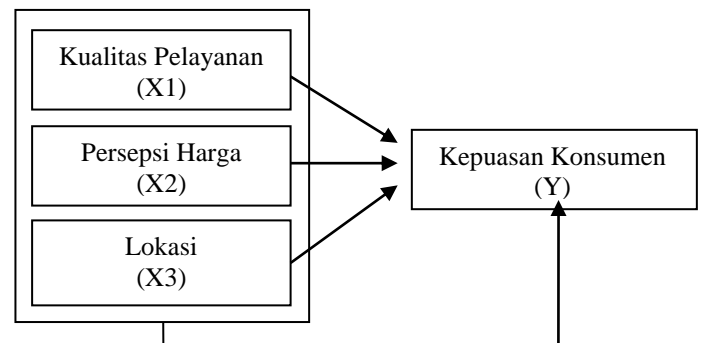 Kualitas Pelayanan
(X1)
Persepsi Harga
(X2)
Lokasi
(X3)
Kepuasan Konsumen
(Y)